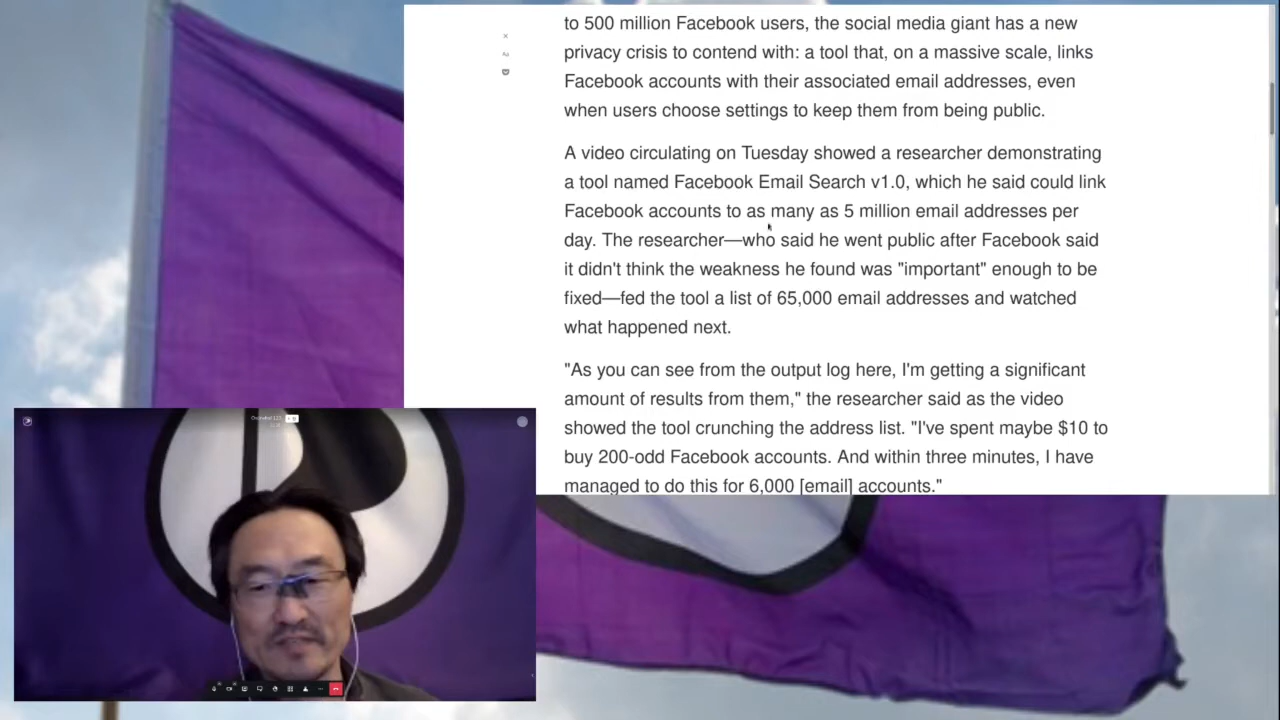 to 500 million Facebook users, the social media giant has a new
privacy crisis to contend with: a tool that, on a massive scale, links
Facebook accounts with their associated email addresses, even
when users choose settings to keep them from being public.
A video circulating on Tuesday showed a researcher demonstrating
a tool named Facebook Email Search v1.0, which he said could link
Facebook accounts to as many as 5 million email addresses per
day. The researcher—who said he went public after Facebook said
it didn't think the weakness he found was "important" enough to be
fixed—fed the tool a list of 65,000 email addresses and watched
what happened next.
"As you can see from the output log here, I'm getting a significant
amount of results from them," the researcher said as the video
showed the tool crunching the address list. "I've spent maybe $10 to
buy 200-odd Facebook accounts. And within three minutes, I have
managed to do this for 6,000 [email] accounts."